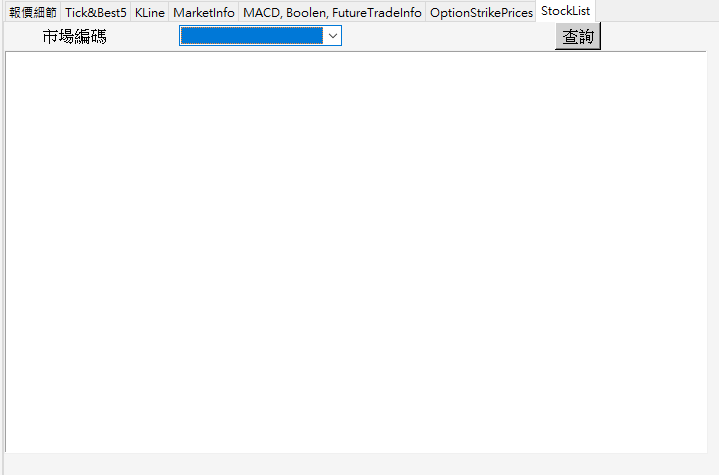 報價細節 Tick&Best5 KLine MarketInfo MACD, Boolen, FutureTradeInfo OptionStrikePrices StockList
市場編碼 查詢